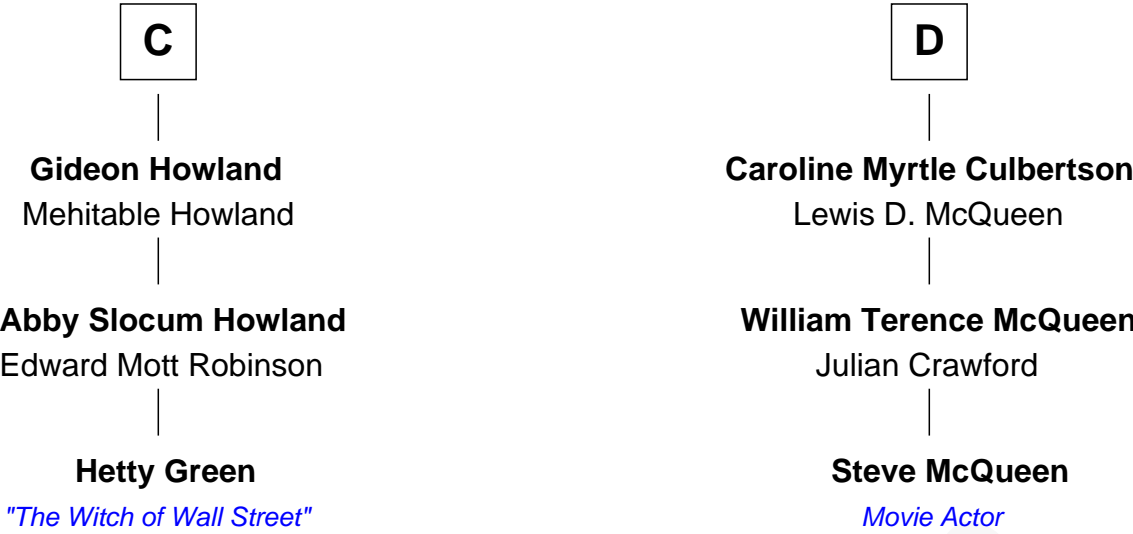 C
D
Gideon Howland
Mehitable Howland
Caroline Myrtle Culbertson
Lewis D. McQueen
Abby Slocum Howland
Edward Mott Robinson
William Terence McQueen
Julian Crawford
Hetty Green
"The Witch of Wall Street"
Steve McQueen
Movie Actor